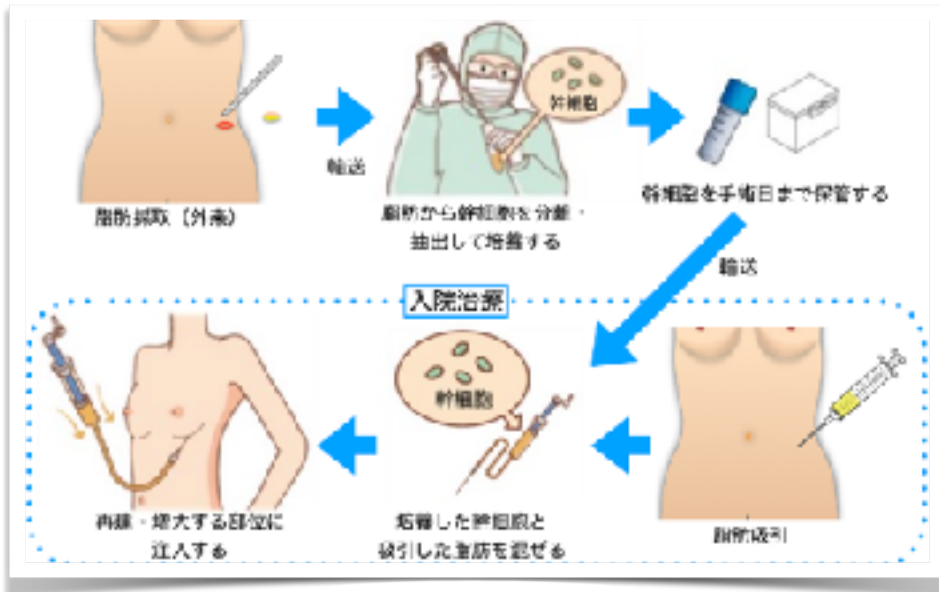 幹細胞
輸送
脂肪採取（外来）
脂肪から幹細胞を分離・
抽出して培養する
幹細胞を手術日まで保管する
輸送
入院治療
幹細胞
再建・増大する部位に
注入する
培養した幹細胞と
吸引した脂肪を混ぜる
脂肪吸引